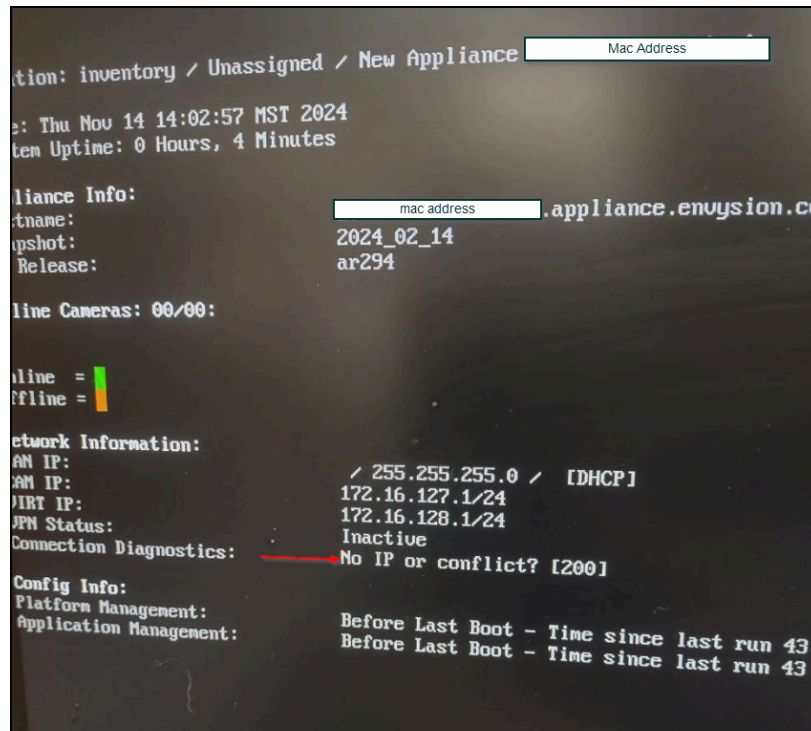 tion: inventory / Unassigned / New Appliance Mac Address
e: Thu Nov 14 14:02:57 MST 2024
tem Uptime: 0 Hours, 4 Minutes
liance Info:
tname: mac address .appliance.envysion.co
pshot: 2024_02_14
Release: ar294
line Cameras: 00/00:
line =
ffline =
etwork Information:
AN IP: / 255.255.255.0 / [DHCP]
AM IP: 172.16.127.1/24
VIRT IP: 172.16.128.1/24
VPN Status: Inactive
Connection Diagnostics: No IP or conflict? [200]
Config Info:
Platform Management: Before Last Boot - Time since last run 43
Application Management: Before Last Boot - Time since last run 43